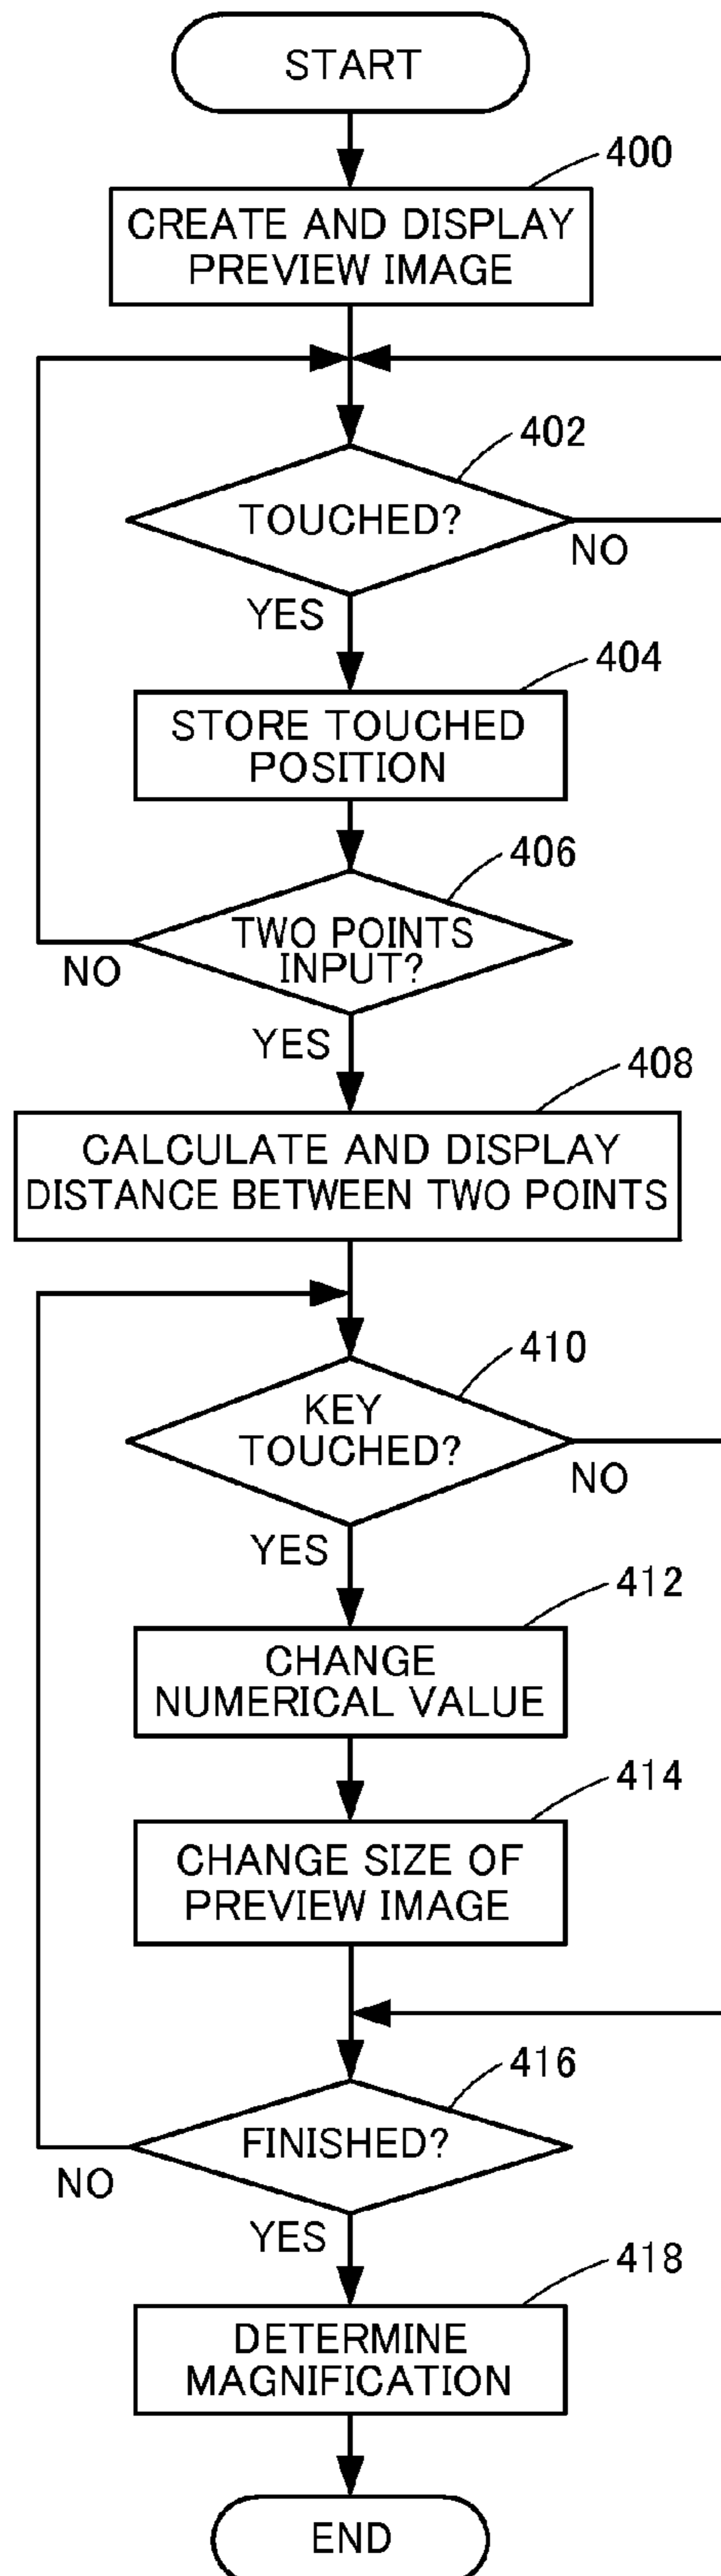 START
400
CREATE AND DISPLAY
PREVIEW IMAGE
402
TOUCHED?
NO
YES
404
STORE TOUCHED
POSITION
406
TWO POINTS
INPUT?
NO
YES
408
CALCULATE AND DISPLAY
DISTANCE BETWEEN TWO POINTS
410
KEY
TOUCHED?
NO
YES
412
CHANGE
NUMERICAL VALUE
414
CHANGE SIZE OF
PREVIEW IMAGE
416
FINISHED?
NO
YES
418
DETERMINE
MAGNIFICATION
END